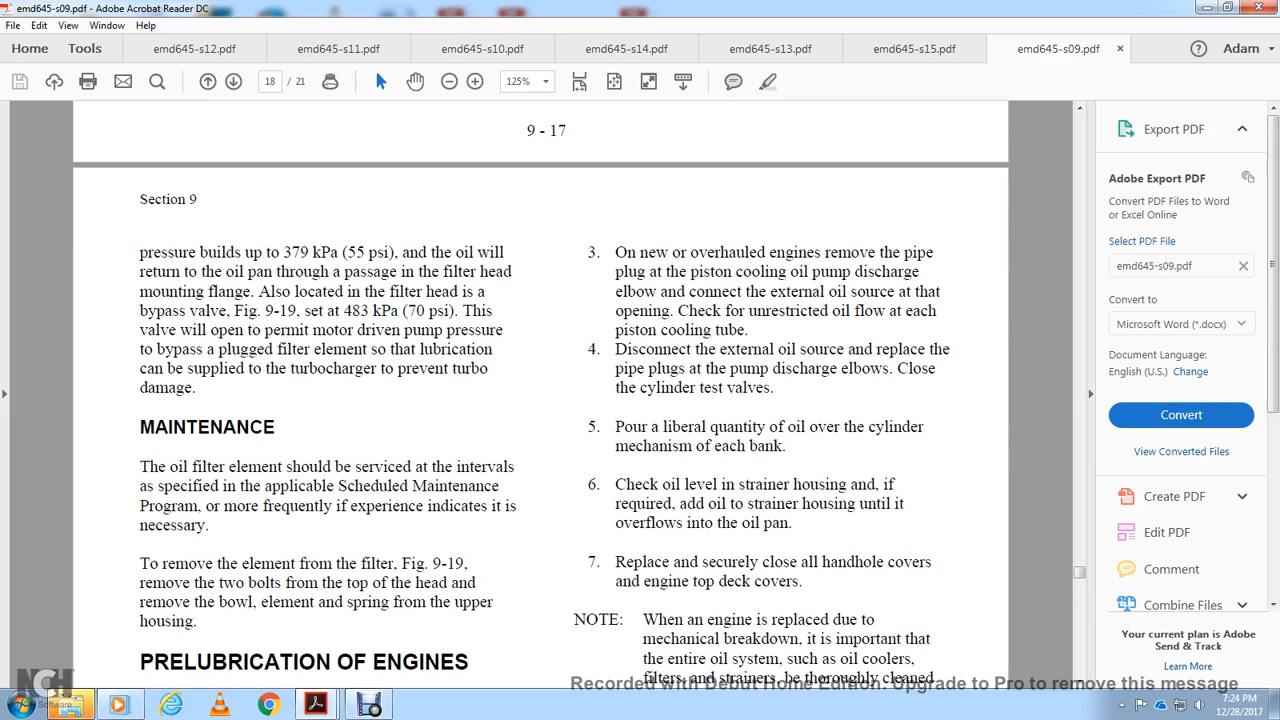 emd645-s09.pdf - Adobe Acrobat Reader DC
File Edit View Window Help
Home Tools emd645-s12.pdf emd645-s11.pdf emd645-s10.pdf emd645-s14.pdf emd645-s13.pdf emd645-s15.pdf emd645-s09.pdf × Adam
18 / 21 125%
9 - 17
Section 9
pressure builds up to 379 kPa (55 psi), and the oil will
return to the oil pan through a passage in the filter head
mounting flange. Also located in the filter head is a
bypass valve, Fig. 9-19, set at 483 kPa (70 psi). This
valve will open to permit motor driven pump pressure
to bypass a plugged filter element so that lubrication
can be supplied to the turbocharger to prevent turbo
damage.
MAINTENANCE
The oil filter element should be serviced at the intervals
as specified in the applicable Scheduled Maintenance
Program, or more frequently if experience indicates it is
necessary.
To remove the element from the filter, Fig. 9-19,
remove the two bolts from the top of the head and
remove the bowl, element and spring from the upper
housing.
PRELUBRICATION OF ENGINES
3. On new or overhauled engines remove the pipe
plug at the piston cooling oil pump discharge
elbow and connect the external oil source at that
opening. Check for unrestricted oil flow at each
piston cooling tube.
4. Disconnect the external oil source and replace the
pipe plugs at the pump discharge elbows. Close
the cylinder test valves.
5. Pour a liberal quantity of oil over the cylinder
mechanism of each bank.
6. Check oil level in strainer housing and, if
required, add oil to strainer housing until it
overflows into the oil pan.
7. Replace and securely close all handhole covers
and engine top deck covers.
NOTE: When an engine is replaced due to
mechanical breakdown, it is important that
the entire oil system, such as oil coolers,
filters, and strainers, be thoroughly cleaned
Export PDF
Adobe Export PDF
Convert PDF Files to Word
or Excel Online
Select PDF File
emd645-s09.pdf
Convert to
Microsoft Word (*.docx)
Document Language:
English (U.S.) Change
Convert
View Converted Files
Create PDF
Edit PDF
Comment
Combine Files
Your current plan is Adobe
Send & Track
Learn More
Recorded with Debut Home Edition. Upgrade to Pro to remove this message
NCH
Software
7:24 PM
12/28/2017